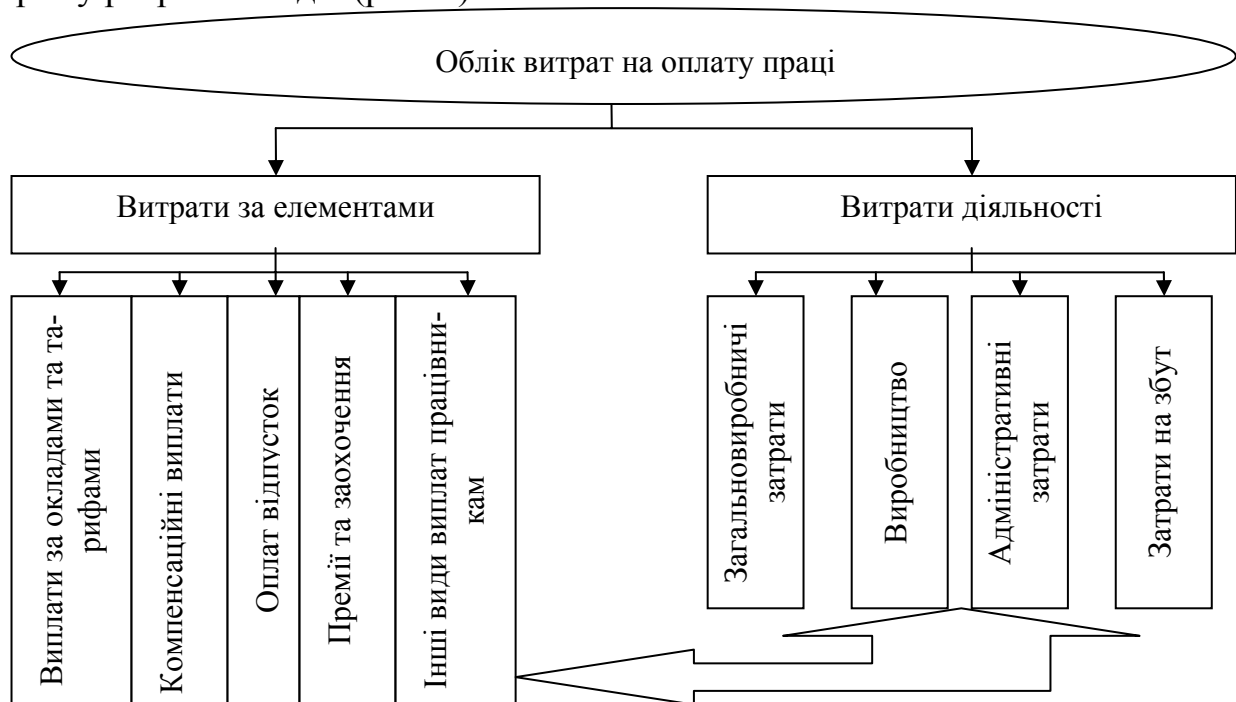 Облік витрат на оплату праці
Витрати за елементами
Витрати діяльності
Виплати за окладами та та-
рифами
Компенсаційні виплати
Оплат відпусток
Премії та заохочення
Інші види виплат працівни-
кам
Загальновиробничі
затрати
Виробництво
Адміністративні
затрати
Затрати на збут